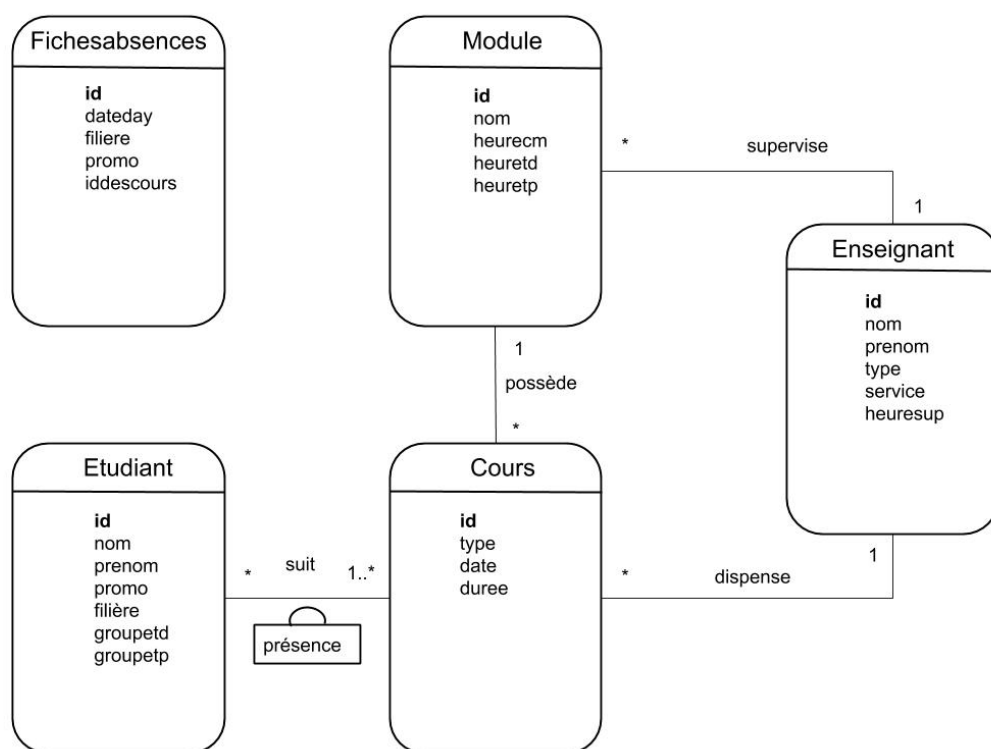 Fichesabsences
id
dateday
filiere
promo
iddescours
Module
id
nom
heurecm
heuretd
heuretp
* supervise
1
Enseignant
id
nom
prenom
type
service
heuresup
1
possède
*
Etudiant
id
nom
prenom
promo
filière
groupetd
groupetp
* suit 1..*
présence
Cours
id
type
date
duree
* dispense 1